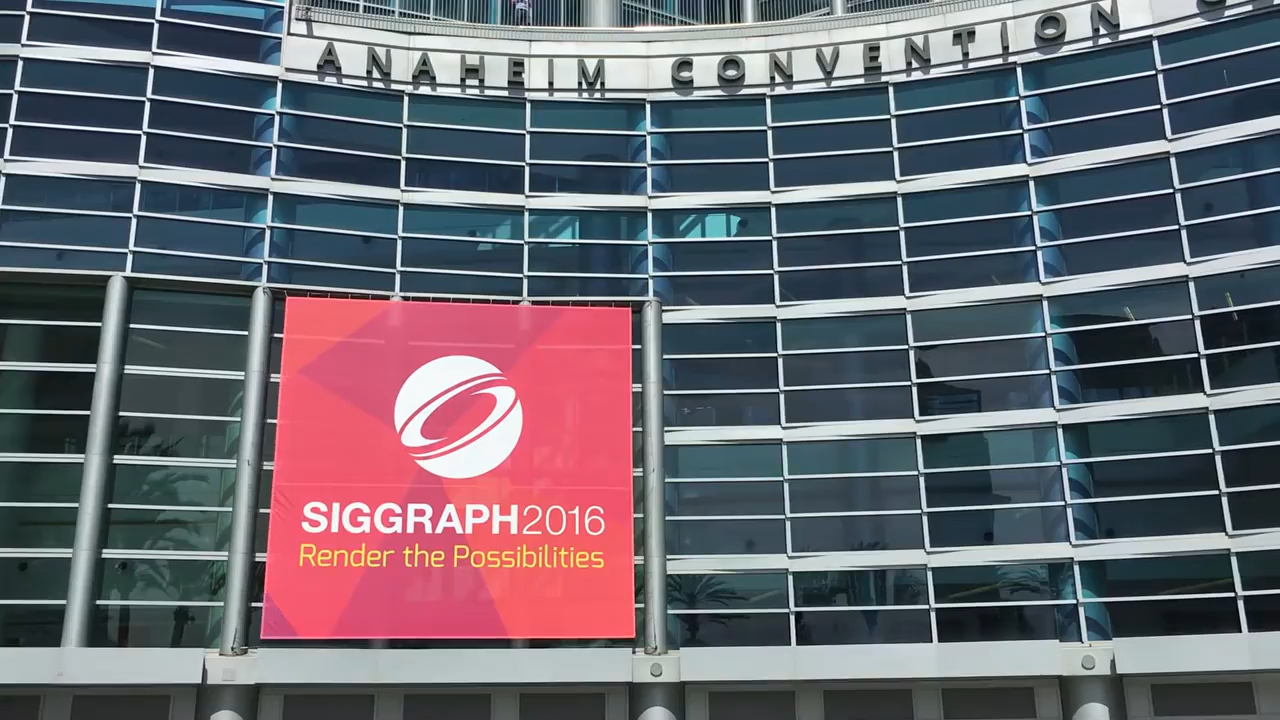 ANAHEIM CONVENTION
SIGGRAPH2016
Render the Possibilities